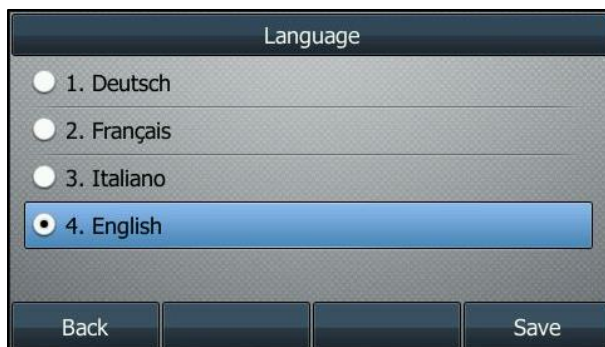 Language
1. Deutsch
2. Français
3. Italiano
4. English
Back
Save